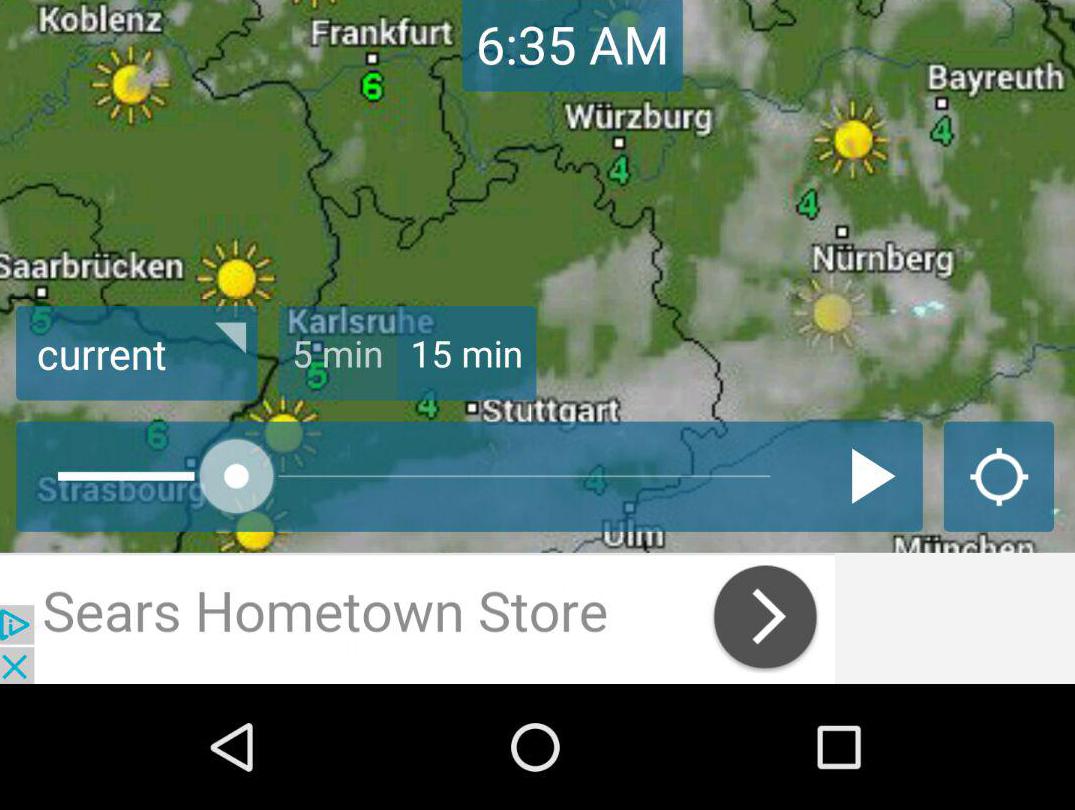 Koblenz
Frankfurt
6:35 AM
6
Bayreuth
Würzburg
4
4
4
Nürnberg
Saarbrücken
5
Karlsruhe
current
5 min
15 min
5
4
Stuttgart
6
Strasbourg
4
Ulm
München
Sears Hometown Store